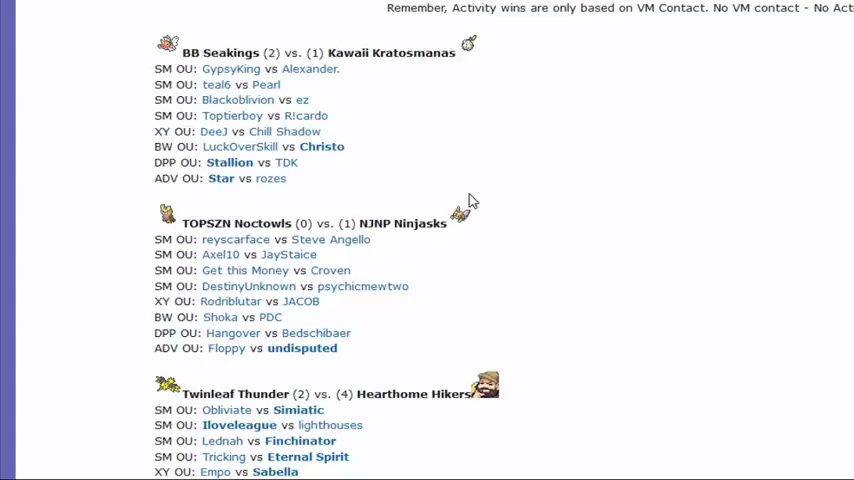 Remember, Activity wins are only based on VM Contact. No VM contact - No Acti
BB Seakings (2) vs. (1) Kawaii Kratosmanas
SM OU: GypsyKing vs Alexander.
SM OU: teal6 vs Pearl
SM OU: Blackoblivion vs ez
SM OU: Toptierboy vs R!cardo
XY OU: DeeJ vs Chill Shadow
BW OU: LuckOverSkill vs Christo
DPP OU: Stallion vs TDK
ADV OU: Star vs rozes
TOPSZN Noctowls (0) vs. (1) NJNP Ninjasks
SM OU: reyscarface vs Steve Angello
SM OU: Axel10 vs JayStaice
SM OU: Get this Money vs Croven
SM OU: DestinyUnknown vs psychicmewtwo
XY OU: Rodriblutar vs JACOB
BW OU: Shoka vs PDC
DPP OU: Hangover vs Bedschibaer
ADV OU: Floppy vs undisputed
Twinleaf Thunder (2) vs. (4) Hearthome Hikers
SM OU: Obliviate vs Simiatic
SM OU: Iloveleague vs lighthouses
SM OU: Lednah vs Finchinator
SM OU: Tricking vs Eternal Spirit
XY OU: Empo vs Sabella